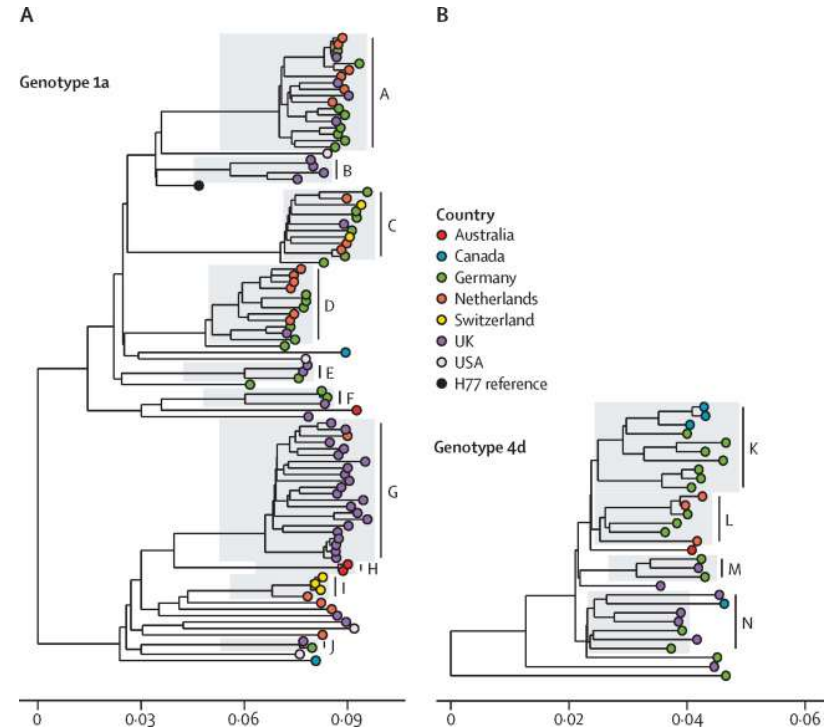 A
Genotype 1a
A
B
C
D
E
F
G
H
I
J
0
0·03
0·06
0·09
B
Country
Australia
Canada
Germany
Netherlands
Switzerland
UK
USA
H77 reference
Genotype 4d
K
L
M
N
0
0·02
0·04
0·06